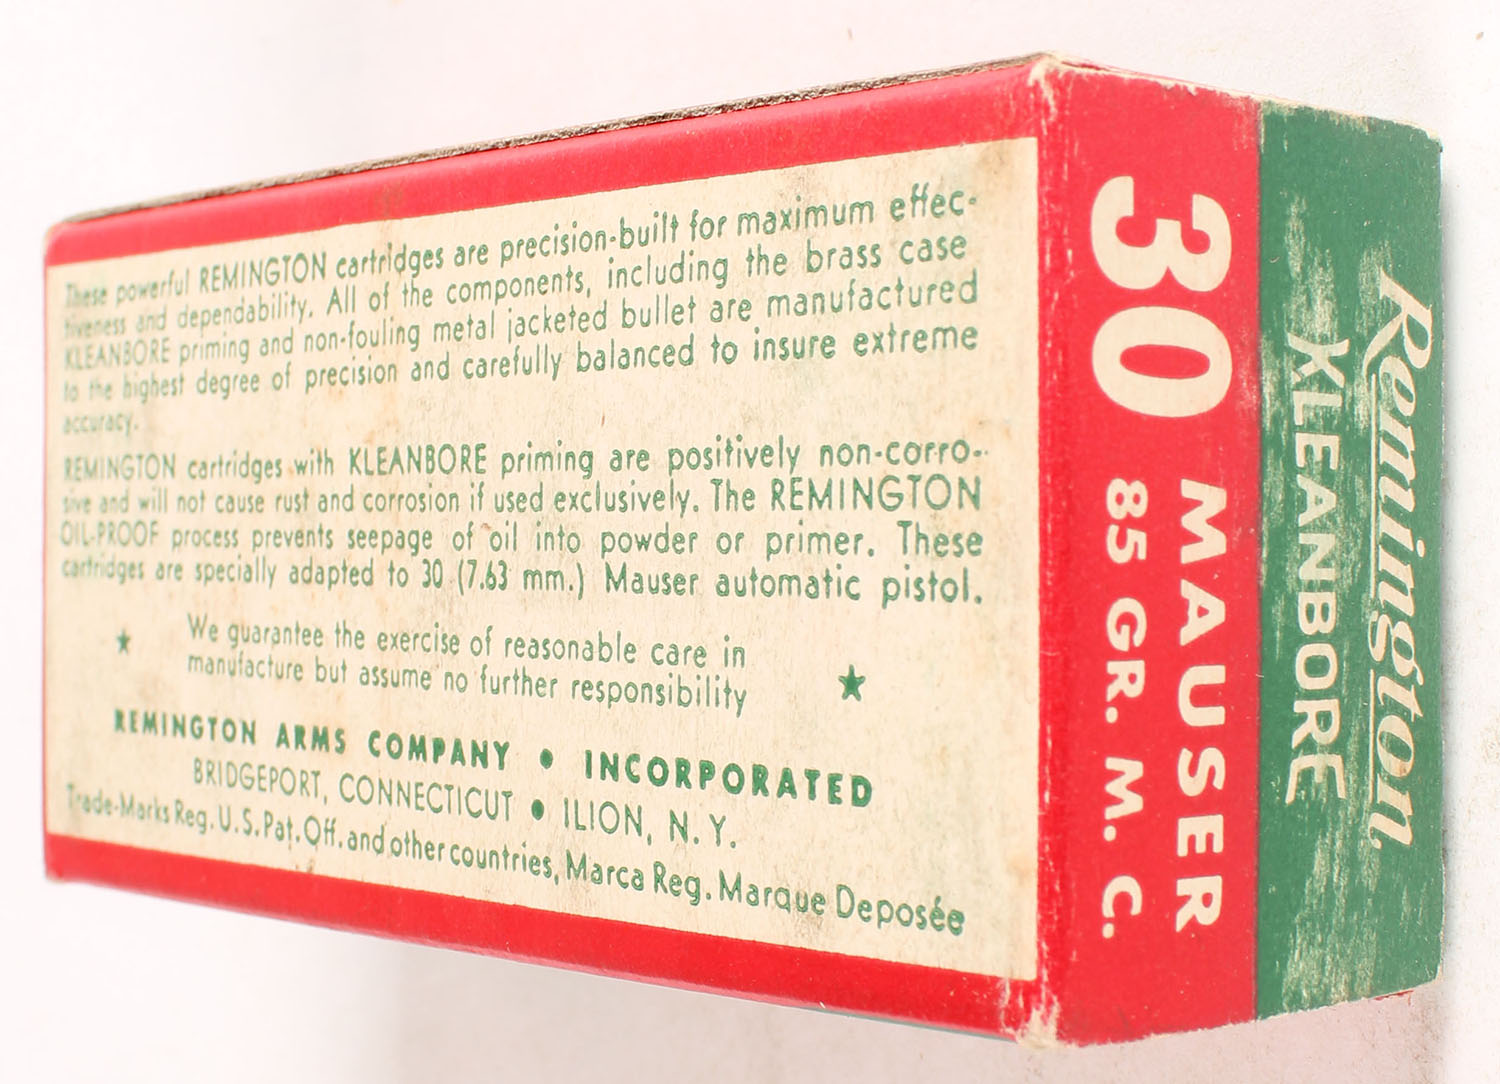 These powerful REMINGTON cartridges are precision-built for maximum effec-
tiveness and dependability. All of the components, including the brass case
KLEANBORE priming and non-fouling metal jacketed bullet are manufactured
to the highest degree of precision and carefully balanced to insure extreme
accuracy.
REMINGTON cartridges with KLEANBORE priming are positively non-corro-
sive and will not cause rust and corrosion if used exclusively. The REMINGTON
OIL-PROOF process prevents seepage of oil into powder or primer. These
cartridges are specially adapted to 30 (7.63 mm.) Mauser automatic pistol.
We guarantee the exercise of reasonable care in
manufacture but assume no further responsibility
REMINGTON ARMS COMPANY • INCORPORATED
BRIDGEPORT, CONNECTICUT • ILION, N. Y.
Trade-Marks Reg. U.S. Pat. Off. and other countries, Marca Reg. Marque Deposée
Remington
KLEANBORE
30 MAUSER
85 GR. M. C.